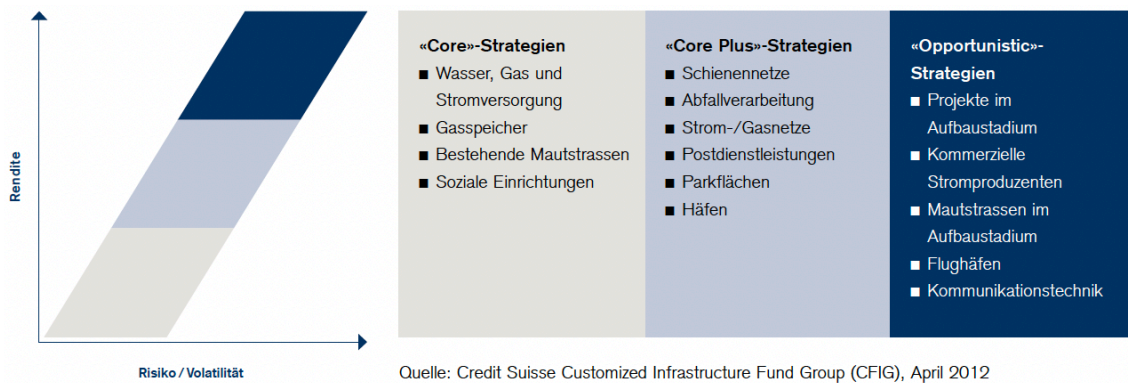 Rendite
Risiko / Volatilität
«Core»-Strategien
■ Wasser, Gas und
Stromversorgung
■ Gasspeicher
■ Bestehende Mautstrassen
■ Soziale Einrichtungen
«Core Plus»-Strategien
■ Schienennetze
■ Abfallverarbeitung
■ Strom-/Gasnetze
■ Postdienstleistungen
■ Parkflächen
■ Häfen
«Opportunistic»-
Strategien
■ Projekte im
Aufbaustadium
■ Kommerzielle
Stromproduzenten
■ Mautstrassen im
Aufbaustadium
■ Flughäfen
■ Kommunikationstechnik
Quelle: Credit Suisse Customized Infrastructure Fund Group (CFIG), April 2012